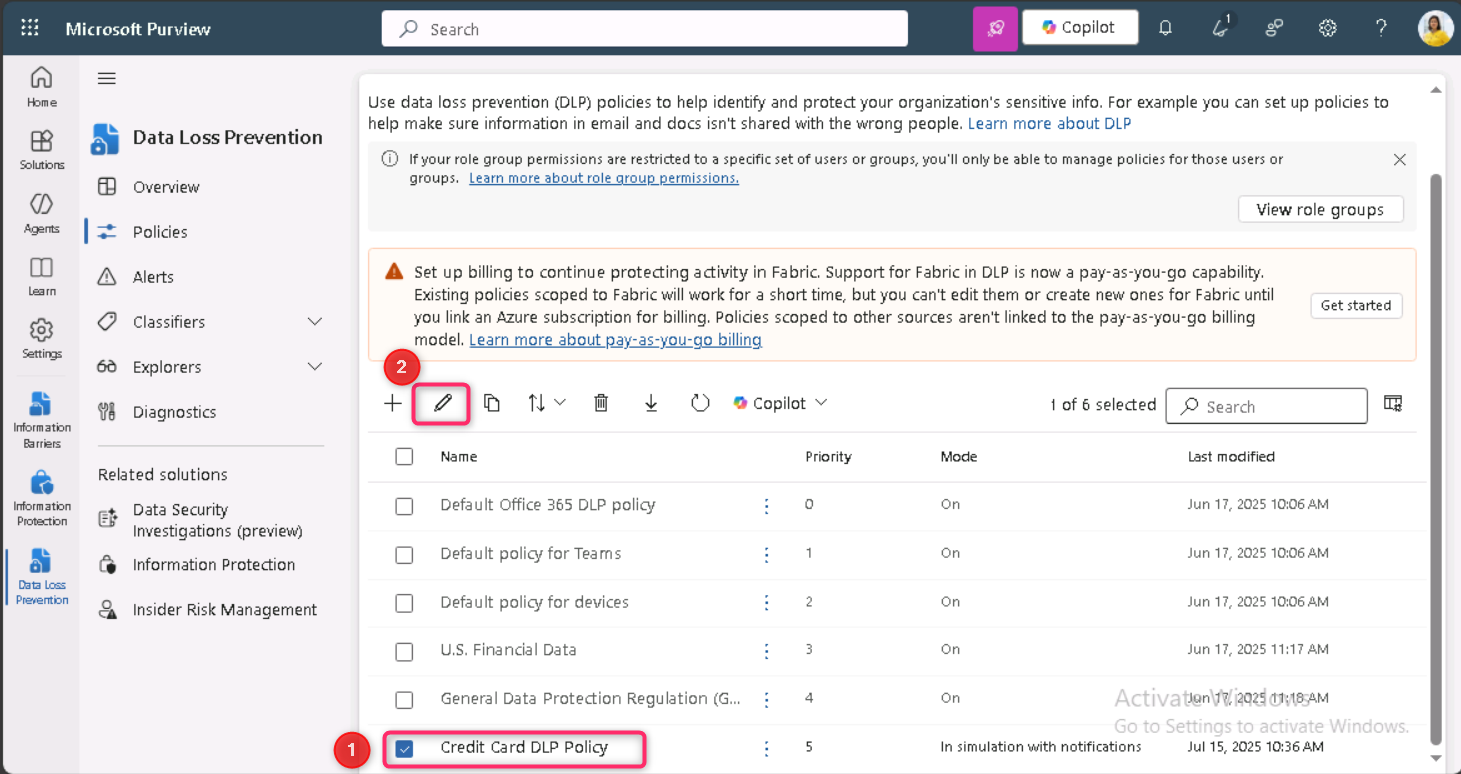 Microsoft Purview
Search
Copilot
1
Home
Solutions
Agents
Learn
Settings
Information
Barriers
Information
Protection
Data Loss
Prevention
Data Loss Prevention
Overview
Policies
Alerts
Classifiers
Explorers
Diagnostics
Related solutions
Data Security
Investigations (preview)
Information Protection
Insider Risk Management
Use data loss prevention (DLP) policies to help identify and protect your organization's sensitive info. For example you can set up policies to
help make sure information in email and docs isn't shared with the wrong people. Learn more about DLP
If your role group permissions are restricted to a specific set of users or groups, you'll only be able to manage policies for those users or
groups. Learn more about role group permissions.
View role groups
Set up billing to continue protecting activity in Fabric. Support for Fabric in DLP is now a pay-as-you-go capability.
Existing policies scoped to Fabric will work for a short time, but you can't edit them or create new ones for Fabric until
you link an Azure subscription for billing. Policies scoped to other sources aren't linked to the pay-as-you-go billing
model. Learn more about pay-as-you-go billing
Get started
2
Copilot
1 of 6 selected
Search
Name Priority Mode Last modified
Default Office 365 DLP policy 0 On Jun 17, 2025 10:06 AM
Default policy for Teams 1 On Jun 17, 2025 10:06 AM
Default policy for devices 2 On Jun 17, 2025 10:06 AM
U.S. Financial Data 3 On Jun 17, 2025 11:17 AM
General Data Protection Regulation (G... 4 On Jun 17, 2025 11:18 AM
Activate Windows
Go to Settings to activate Windows.
1
Credit Card DLP Policy 5 In simulation with notifications Jul 15, 2025 10:36 AM